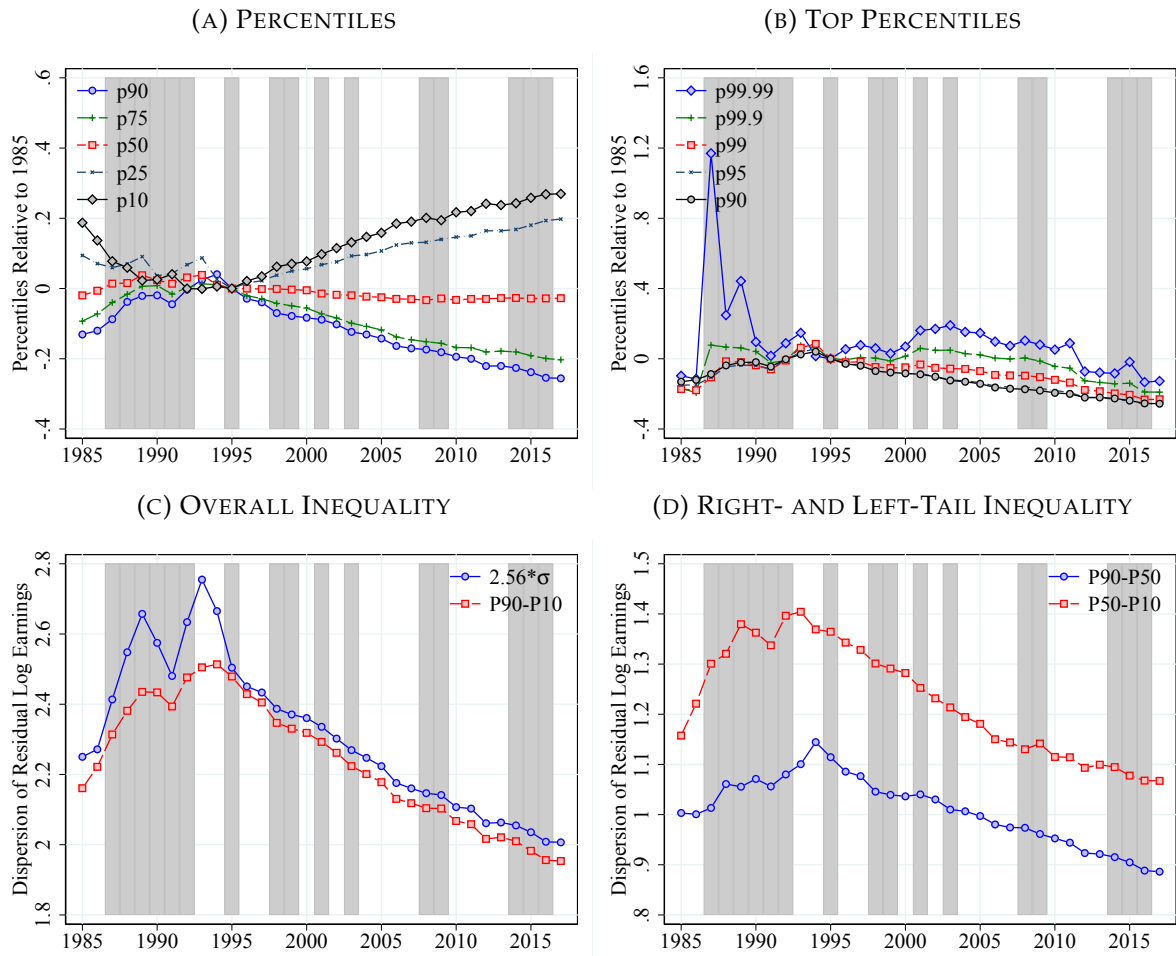 (A) PERCENTILES
Percentiles Relative to 1985
.6
.4
.2
0
-.2
-.4
p90
p75
p50
p25
p10
1985 1990 1995 2000 2005 2010 2015
(B) TOP PERCENTILES
Percentiles Relative to 1985
1.6
1.2
.8
.4
0
-.4
p99.99
p99.9
p99
p95
p90
1985 1990 1995 2000 2005 2010 2015
(C) OVERALL INEQUALITY
Dispersion of Residual Log Earnings
2.8
2.6
2.4
2.2
2
1.8
2.56*σ
P90-P10
1985 1990 1995 2000 2005 2010 2015
(D) RIGHT- AND LEFT-TAIL INEQUALITY
Dispersion of Residual Log Earnings
1.5
1.4
1.3
1.2
1.1
1
.9
.8
P90-P50
P50-P10
1985 1990 1995 2000 2005 2010 2015